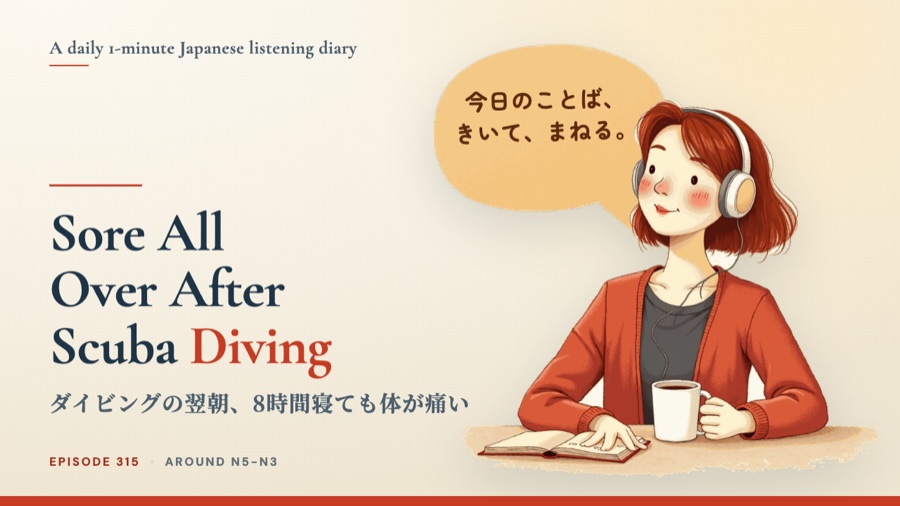 A daily 1-minute Japanese listening diary
今日のことば、
きいて、まねる。
Sore All
Over After
Scuba Diving
ダイビングの翌朝、8時間寝ても体が痛い
EPISODE 315 · AROUND N5–N3